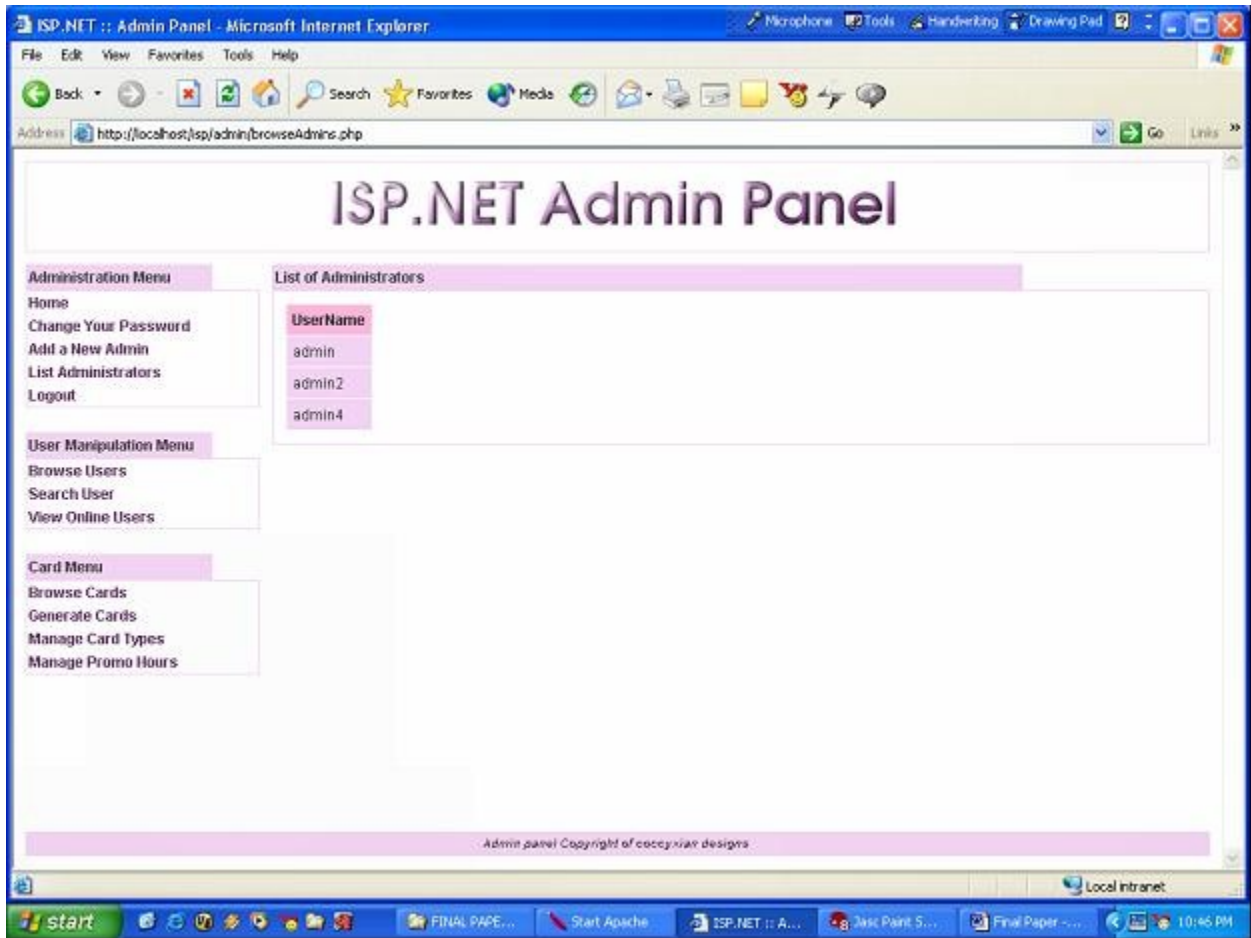 ISP.NET :: Admin Panel - Microsoft Internet Explorer
Microphone Tools Handwriting Drawing Pad
File Edit View Favorites Tools Help
Back Search Favorites Media
Address http://localhost/isp/admin/browseAdmins.php Go Links »
ISP.NET Admin Panel
Administration Menu
Home
Change Your Password
Add a New Admin
List Administrators
Logout
User Manipulation Menu
Browse Users
Search User
View Online Users
Card Menu
Browse Cards
Generate Cards
Manage Card Types
Manage Promo Hours
List of Administrators
UserName
admin
admin2
admin4
Admin panel Copyright of coccyxian designs
Local intranet
start FINAL PAPE... Start Apache ISP.NET :: A... Jasc Paint S... Final Paper -... 10:46 PM